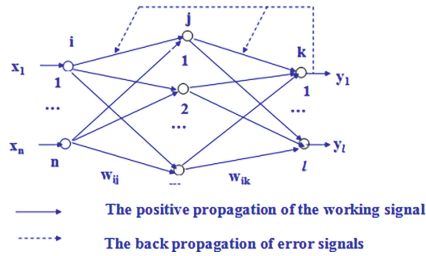 j
i
k
x1
1
1
1
y1
...
2
...
...
xn
n
l
yl
wij
...
wik
The positive propagation of the working signal
The back propagation of error signals